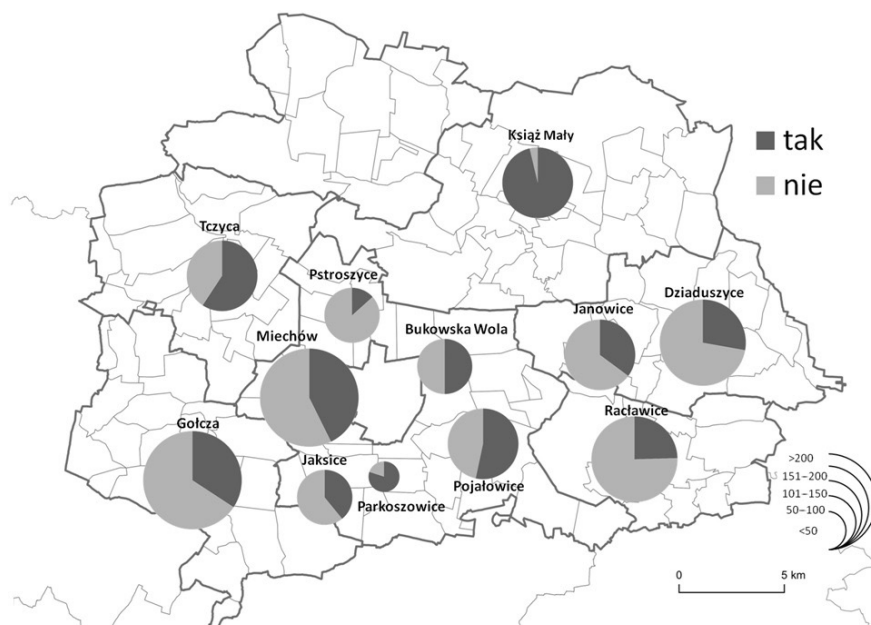 Książ Mały
tak
nie
Tczyca
Pstroszyce
Dziaduszyce
Miechów
Bukowska Wola
Janowice
Gołcza
Racławice
Jaksice
Parkoszowice
Pojałowice
>200
151–200
101–150
50–100
<50
0 5 km